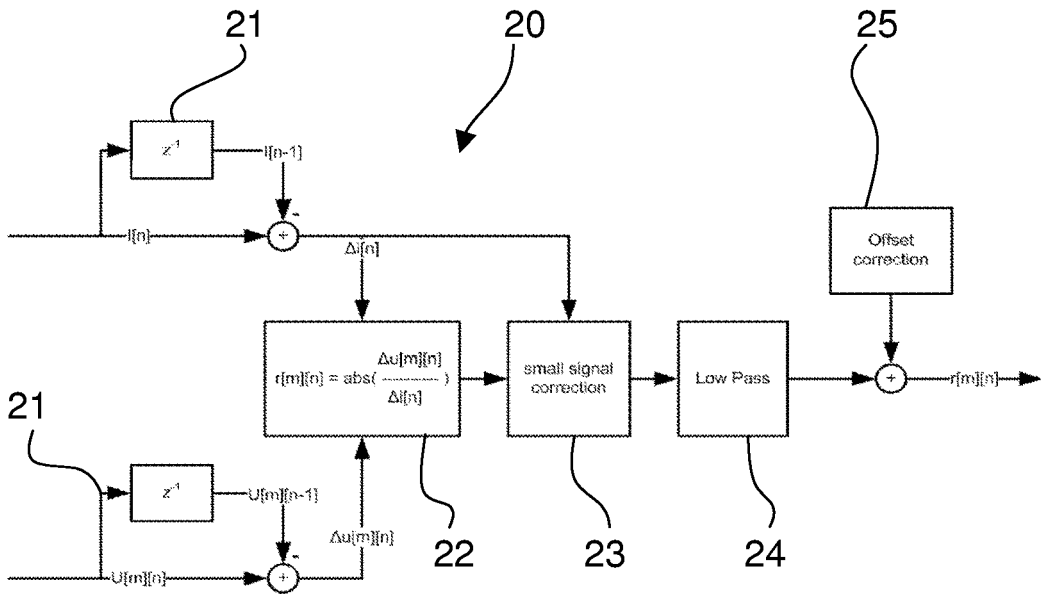 21
20
25
z⁻¹
I[n-1]
-
I[n]
+
Δi[n]
Offset
correction
r[m][n] = abs( Δu[m][n] / Δi[n] )
small signal
correction
Low Pass
+
r[m][n]
21
z⁻¹
U[m][n-1]
Δu[m][n]
-
U[m][n]
+
22
23
24